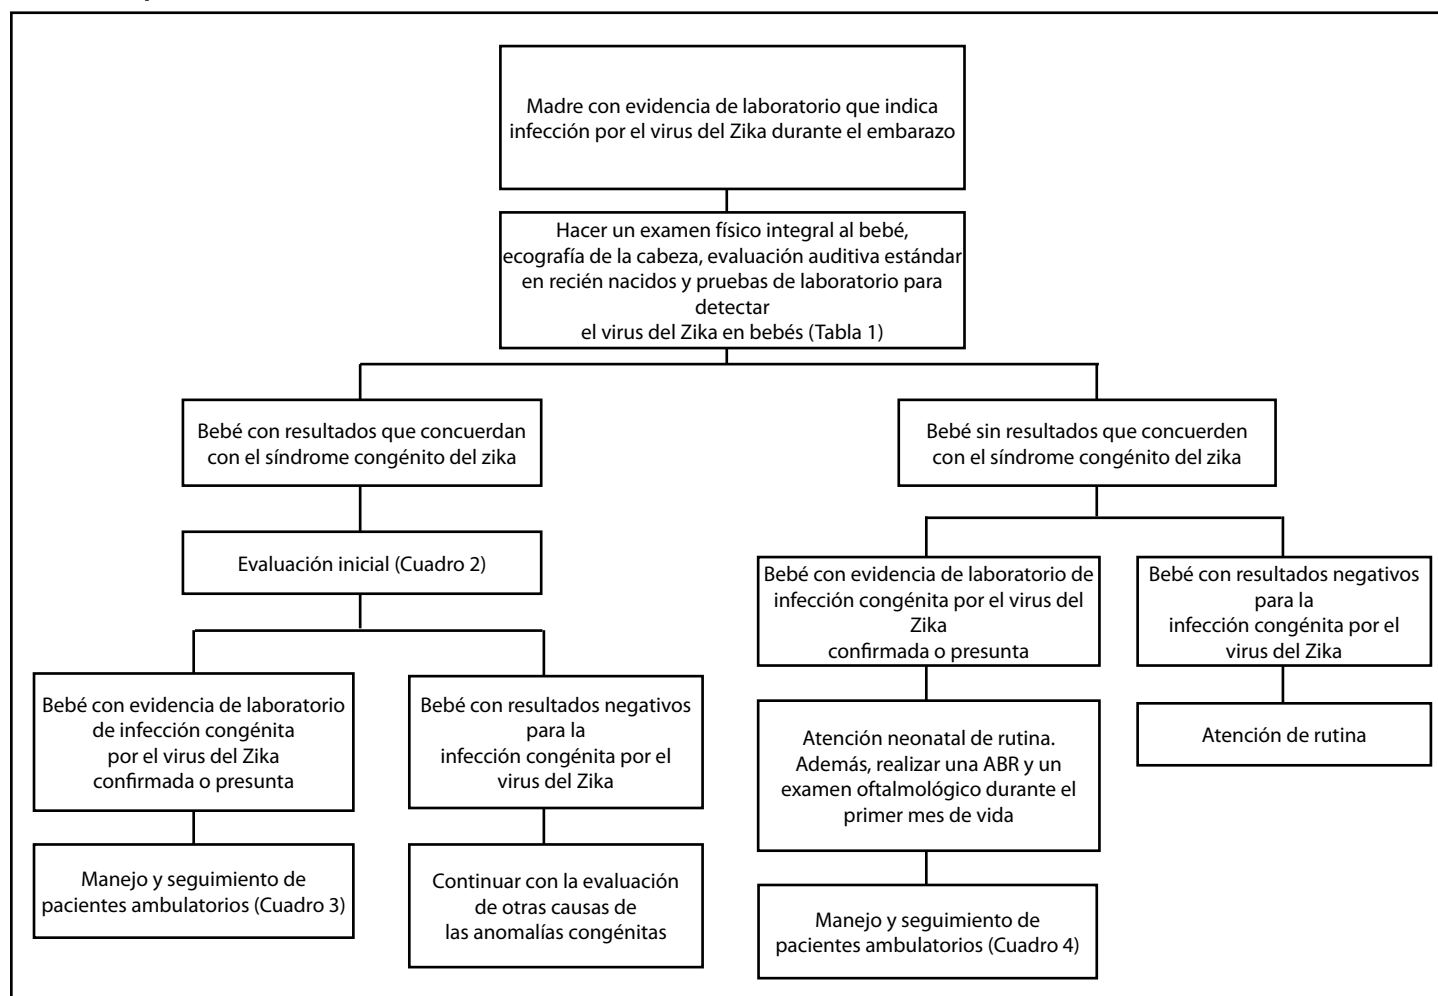 Madre con evidencia de laboratorio que indica
infección por el virus del Zika durante el embarazo
Hacer un examen físico integral al bebé,
ecografía de la cabeza, evaluación auditiva estándar
en recién nacidos y pruebas de laboratorio para
detectar
el virus del Zika en bebés (Tabla 1)
Bebé con resultados que concuerdan
con el síndrome congénito del zika
Bebé sin resultados que concuerden
con el síndrome congénito del zika
Evaluación inicial (Cuadro 2)
Bebé con evidencia de laboratorio de
infección congénita por el virus del
Zika
confirmada o presunta
Bebé con resultados negativos
para la
infección congénita por el
virus del Zika
Bebé con evidencia de laboratorio
de infección congénita
por el virus del Zika
confirmada o presunta
Bebé con resultados negativos
para la
infección congénita por el
virus del Zika
Atención neonatal de rutina.
Además, realizar una ABR y un
examen oftalmológico durante el
primer mes de vida
Atención de rutina
Manejo y seguimiento de
pacientes ambulatorios (Cuadro 3)
Continuar con la evaluación
de otras causas de
las anomalías congénitas
Manejo y seguimiento de
pacientes ambulatorios (Cuadro 4)